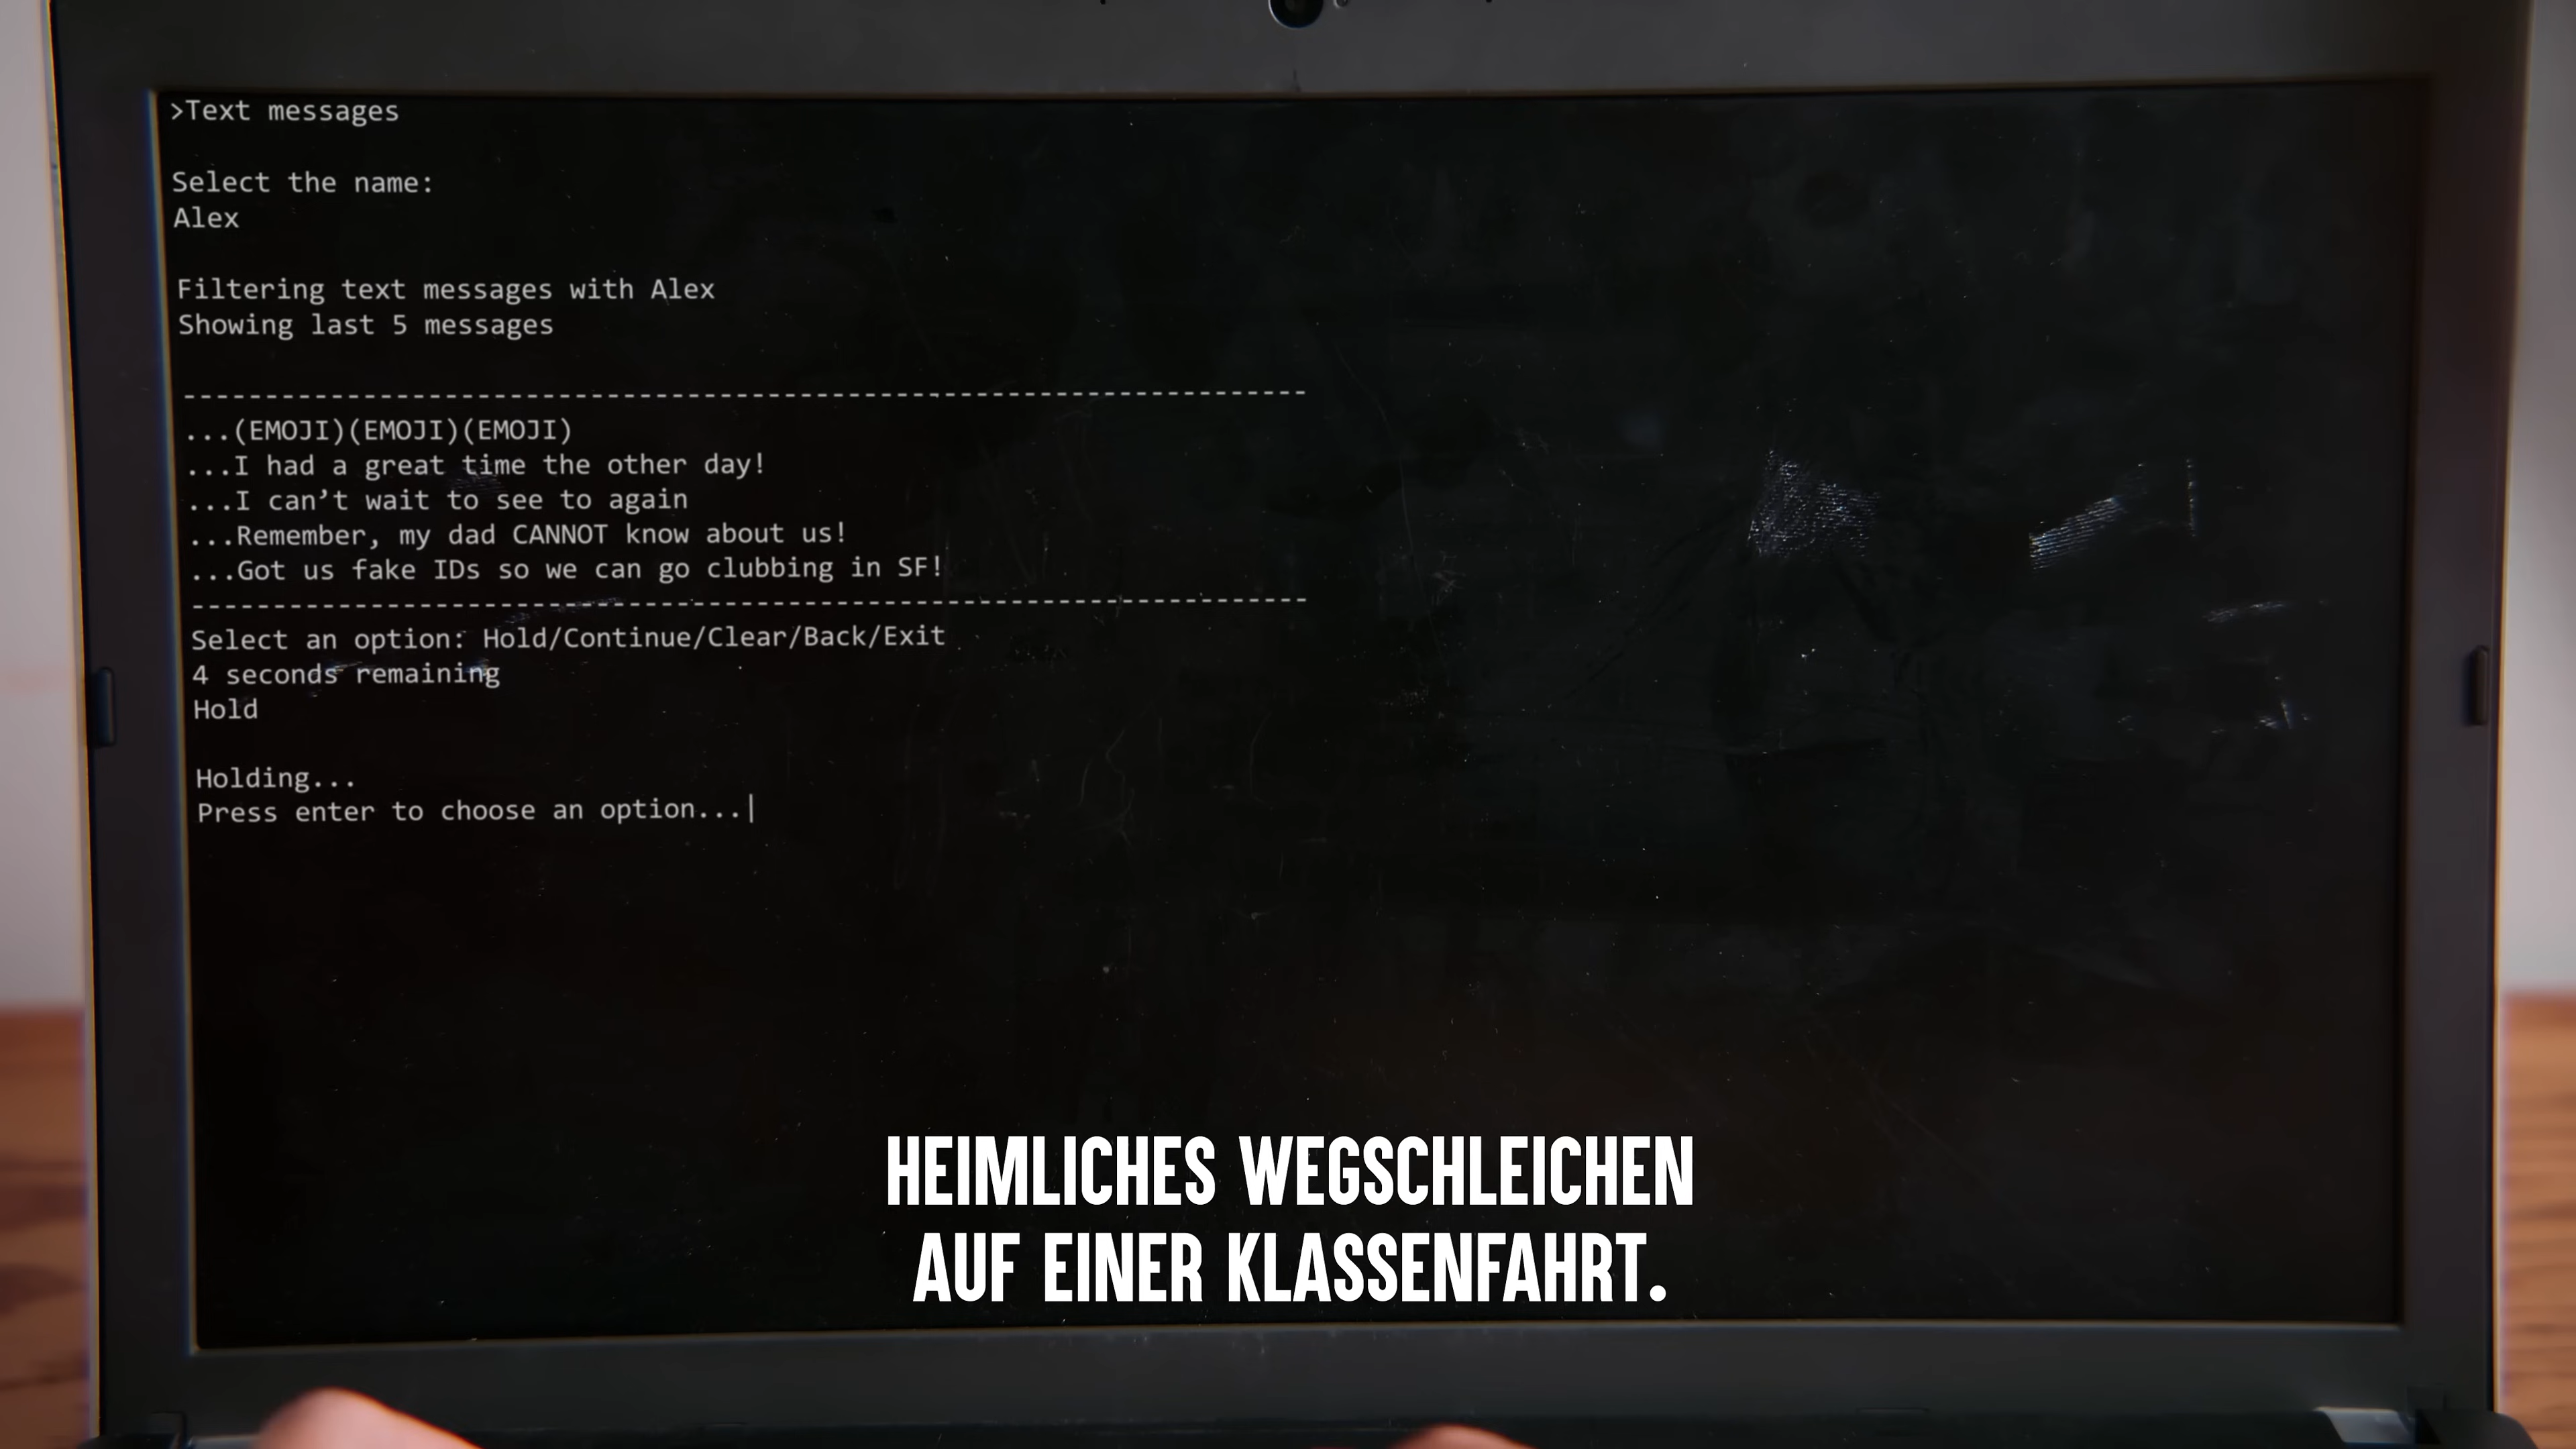 >Text messages
Select the name:
Alex
Filtering text messages with Alex
Showing last 5 messages
--------------------------------------------------------------------
...(EMOJI)(EMOJI)(EMOJI)
...I had a great time the other day!
...I can’t wait to see to again
...Remember, my dad CANNOT know about us!
...Got us fake IDs so we can go clubbing in SF!
--------------------------------------------------------------------
Select an option: Hold/Continue/Clear/Back/Exit
4 seconds remaining
Hold
Holding...
Press enter to choose an option...|
HEIMLICHES WEGSCHLEICHEN
AUF EINER KLASSENFAHRT.